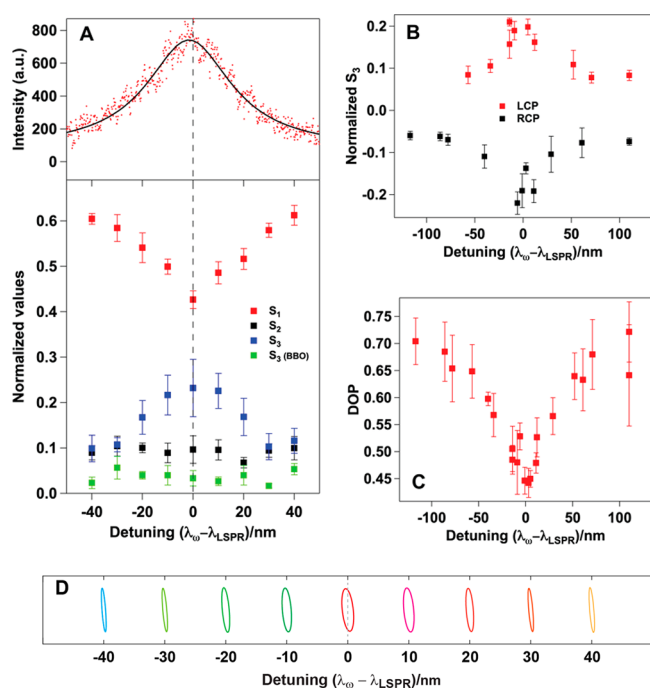 A
Intensity (a.u.)
800
600
400
200
0
Normalized values
0.6
0.5
0.4
0.3
0.2
0.1
0.0
S1
S2
S3
S3 (BBO)
-40 -20 0 20 40
Detuning (λω−λLSPR)/nm
B
Normalized S3
0.2
0.1
0.0
-0.1
-0.2
LCP
RCP
-100 -50 0 50 100
Detuning (λω−λLSPR)/nm
DOP
0.75
0.70
0.65
0.60
0.55
0.50
0.45
C
-100 -50 0 50 100
Detuning (λω−λLSPR)/nm
D
-40 -30 -20 -10 0 10 20 30 40
Detuning (λω − λLSPR)/nm